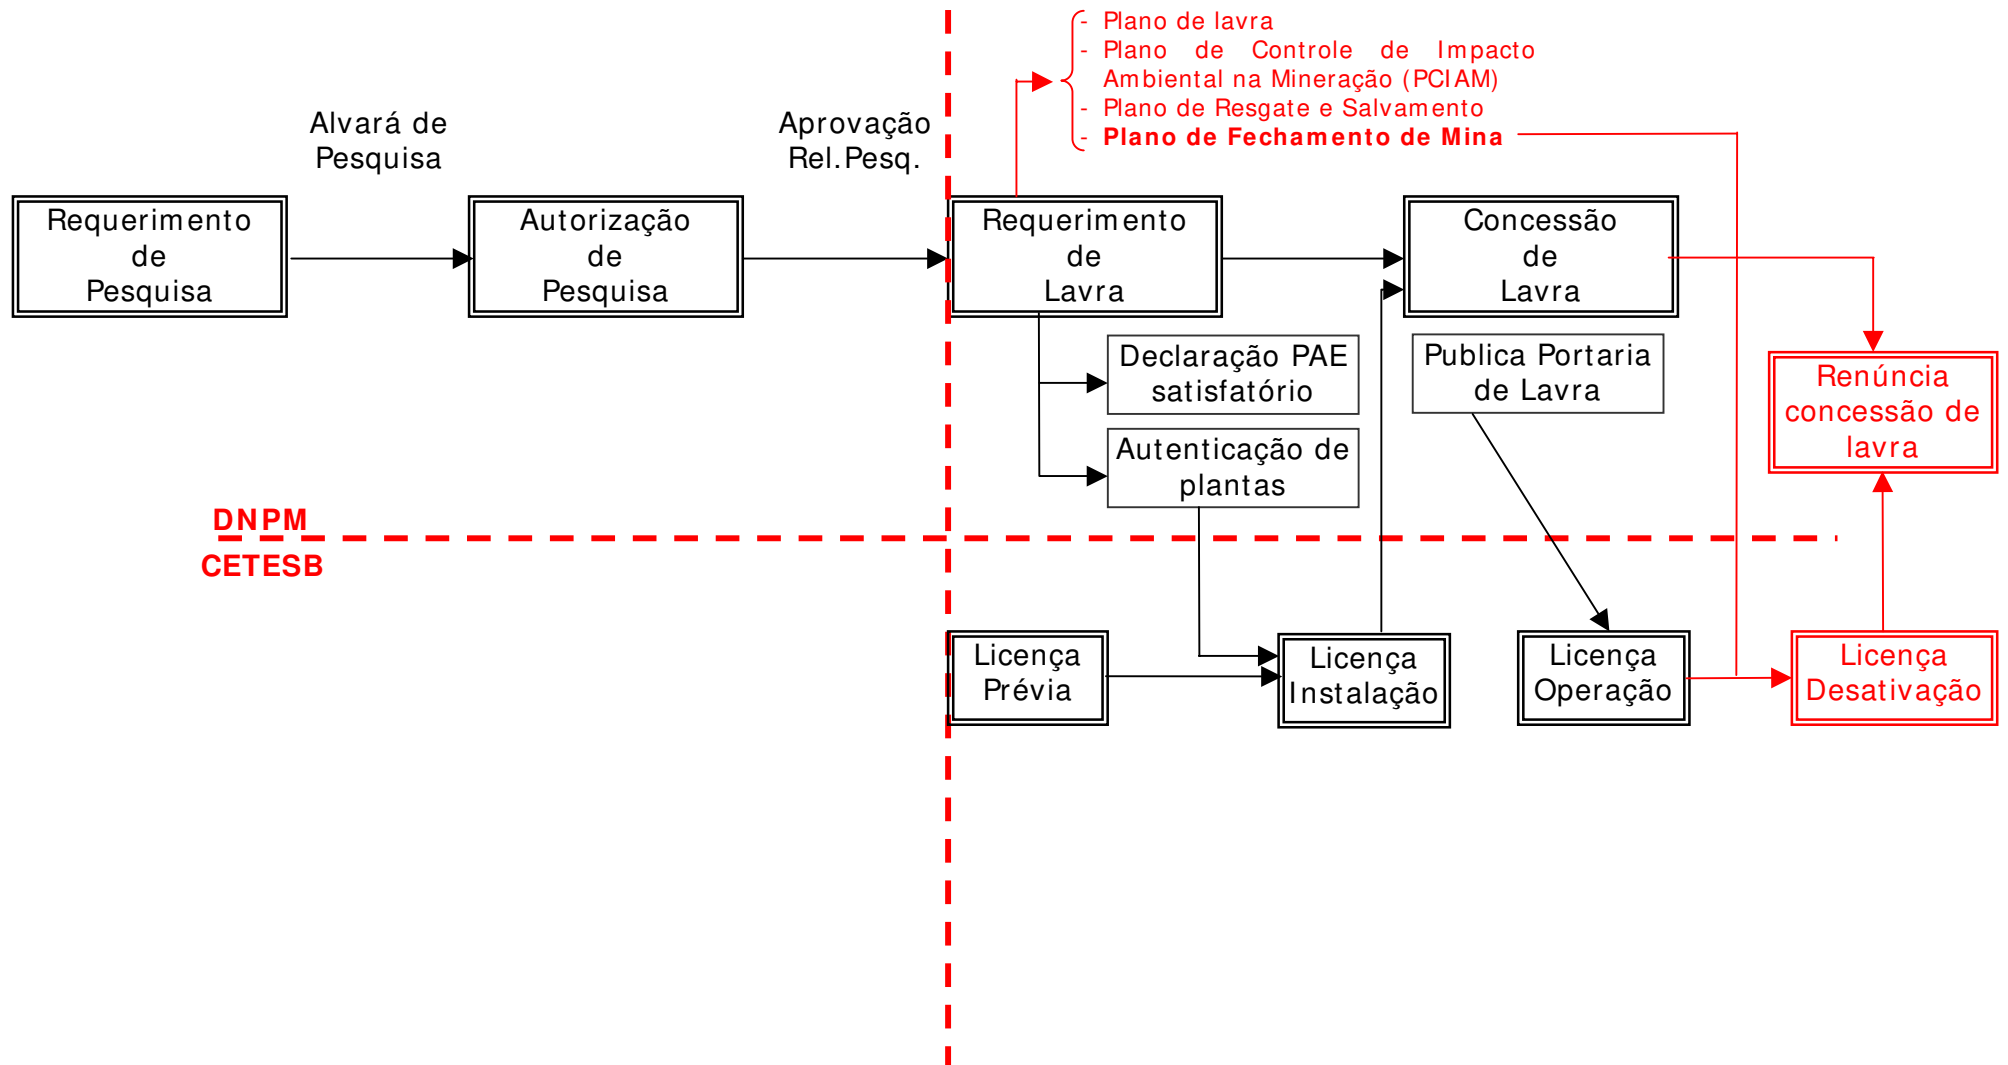 - Plano de lavra
- Plano de Controle de Impacto
Ambiental na Mineração (PCIAM)
- Plano de Resgate e Salvamento
- Plano de Fechamento de Mina
Alvará de
Pesquisa
Aprovação
Rel.Pesq.
Requerimento
de
Pesquisa
Autorização
de
Pesquisa
Requerimento
de
Lavra
Concessão
de
Lavra
Declaração PAE
satisfatório
Publica Portaria
de Lavra
Renúncia
concessão de
lavra
Autenticação de
plantas
DNPM
CETESB
Licença
Prévia
Licença
Instalação
Licença
Operação
Licença
Desativação